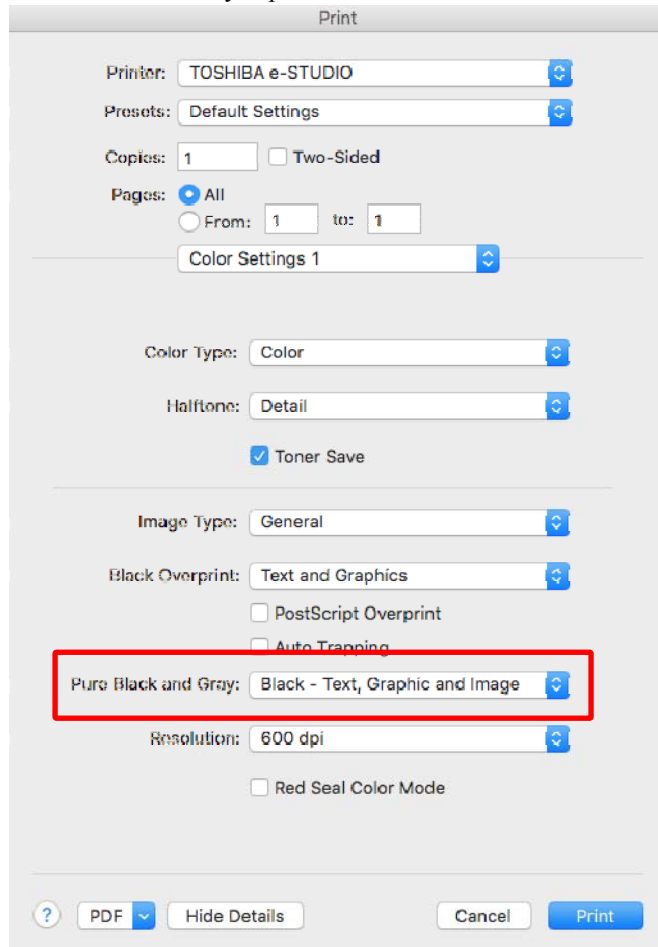 Print
Printer: TOSHIBA e-STUDIO
Presets: Default Settings
Copies: 1 Two-Sided
Pages: All
From: 1 to: 1
Color Settings 1
Color Type: Color
Halftone: Detail
Toner Save
Image Type: General
Black Overprint: Text and Graphics
PostScript Overprint
Auto Trapping
Pure Black and Gray: Black - Text, Graphic and Image
Resolution: 600 dpi
Red Seal Color Mode
? PDF Hide Details Cancel Print